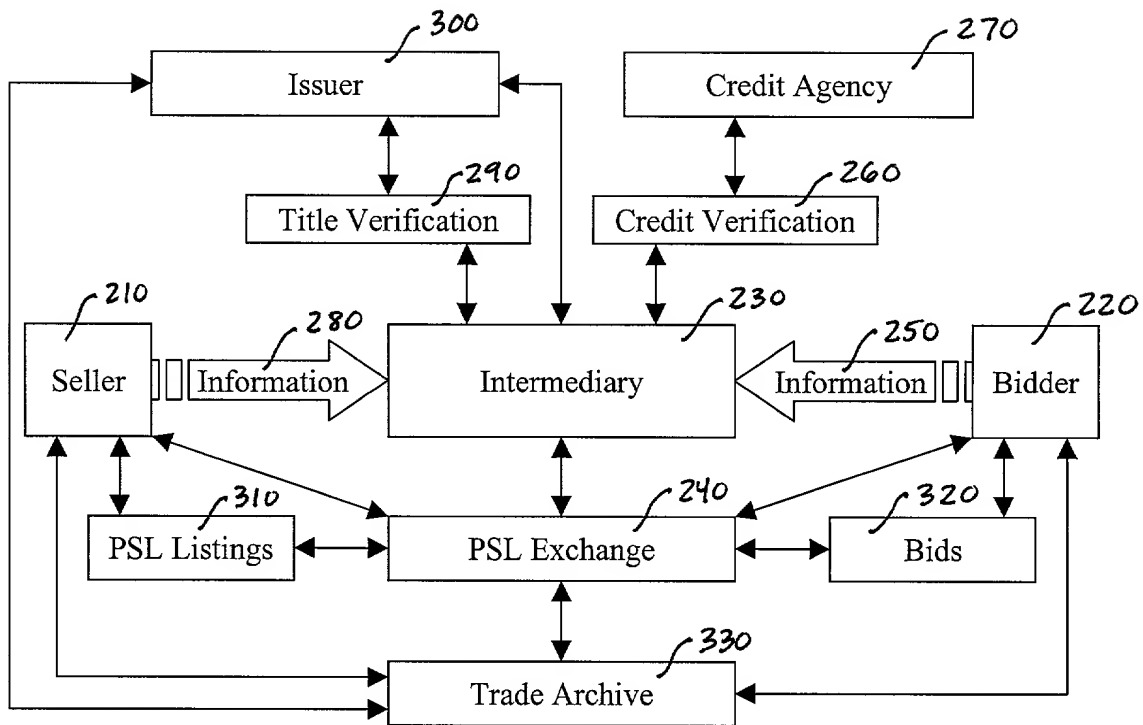 300
270
Issuer
Credit Agency
290
260
Title Verification
Credit Verification
210
230
220
280
250
Seller
Information
Intermediary
Information
Bidder
310
240
320
PSL Listings
PSL Exchange
Bids
330
Trade Archive